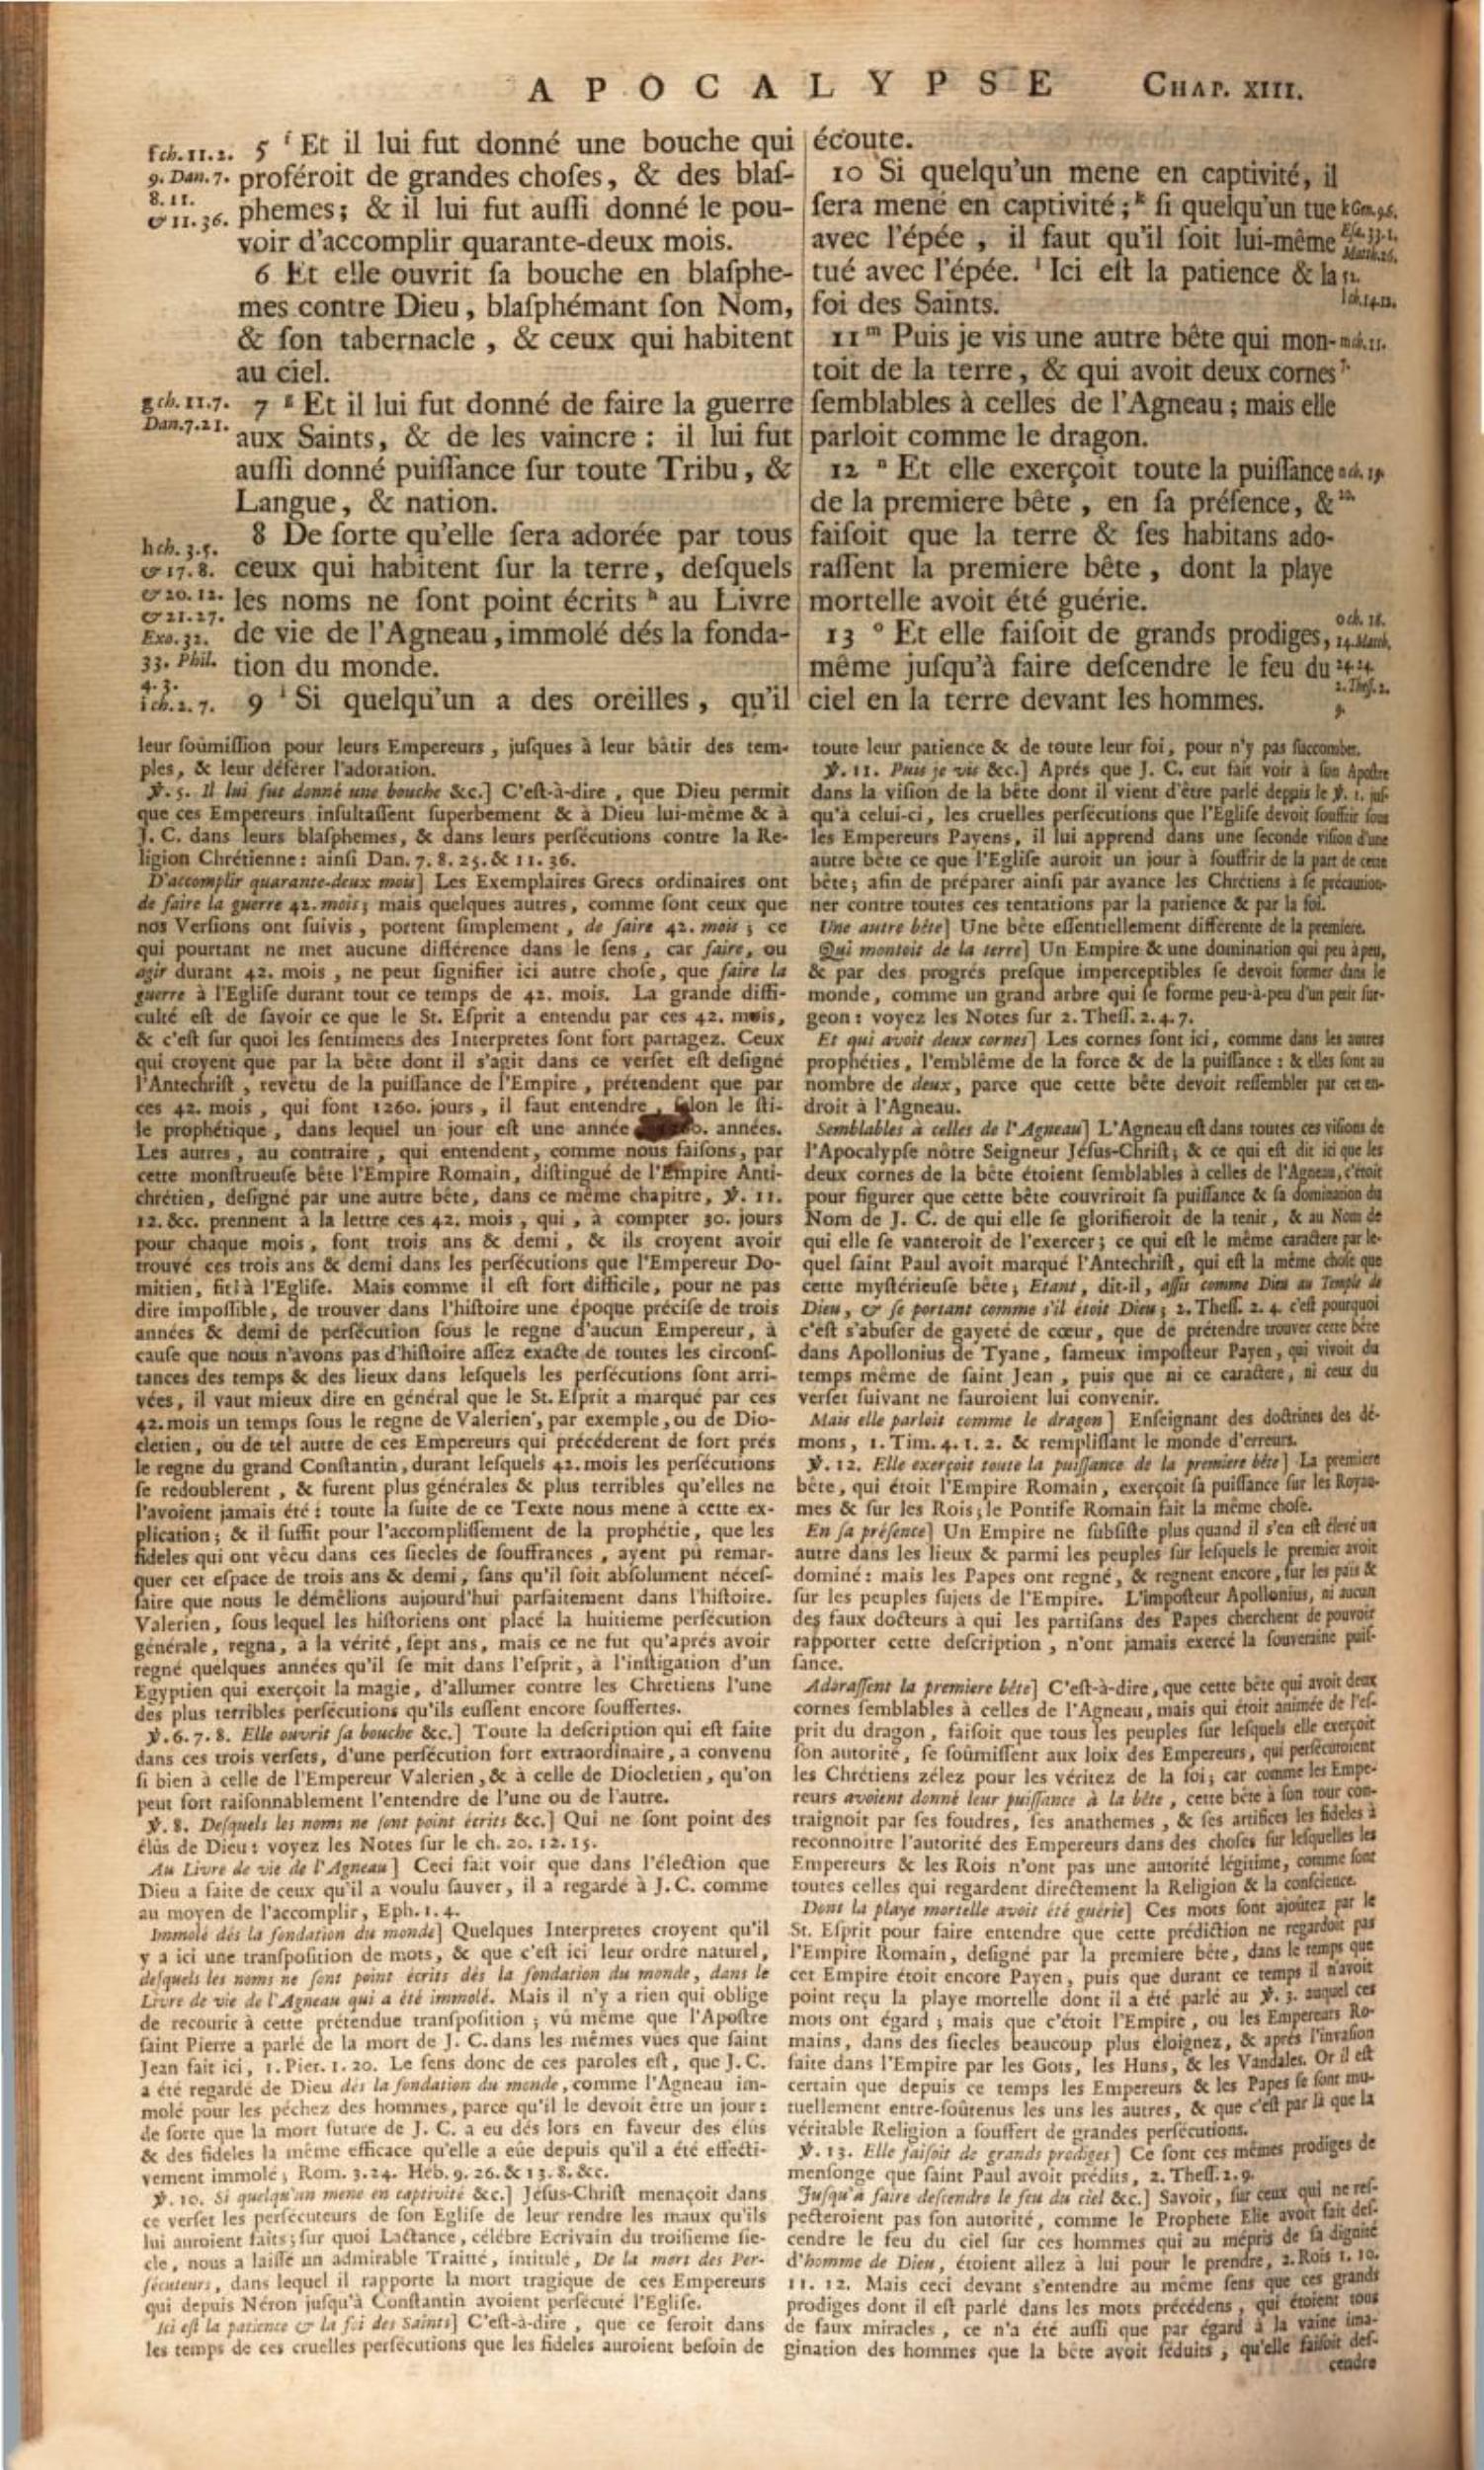 APOCALYPSE CHAP. XIII.
fch.11.2.
9. Dan. 7.
8. 11.
& 11. 36.
5 f Et il lui fut donné une bouche qui
proféroit de grandes choſes, & des blaſ-
phemes; & il lui fut auſſi donné le pou-
voir d'accomplir quarante-deux mois.
6 Et elle ouvrit ſa bouche en blaſphe-
mes contre Dieu, blaſphémant ſon Nom,
& ſon tabernacle, & ceux qui habitent
au ciel.
g ch. 11.7.
Dan.7.21.
7 g Et il lui fut donné de faire la guerre
aux Saints, & de les vaincre : il lui fut
auſſi donné puiſſance ſur toute Tribu, &
Langue, & nation.
h ch. 3.5.
& 17. 8.
& 20. 12.
& 21. 27.
Exo. 32.
33. Phil.
4. 3.
8 De ſorte qu'elle ſera adorée par tous
ceux qui habitent ſur la terre, deſquels
les noms ne ſont point écrits h au Livre
de vie de l'Agneau, immolé dés la fonda-
tion du monde.
i ch. 2. 7.
9 i Si quelqu'un a des oreilles, qu'il
écoute.
10 Si quelqu'un mene en captivité, il
ſera mené en captivité; k ſi quelqu'un tue
avec l'épée, il faut qu'il ſoit lui-même
tué avec l'épée. l Ici eſt la patience & la
foi des Saints.
k Gen. 9.6.
Eſa. 33. 1.
Matth. 26.
52.
l ch. 14.12.
11 m Puis je vis une autre bête qui mon-
toit de la terre, & qui avoit deux cornes
ſemblables à celles de l'Agneau; mais elle
parloit comme le dragon.
m ch. 11.
7.
12 n Et elle exerçoit toute la puiſſance
de la premiere bête, en ſa préſence, &
faiſoit que la terre & ſes habitans ado-
raſſent la premiere bête, dont la playe
mortelle avoit été guérie.
n ch. 19.
20.
13 o Et elle faiſoit de grands prodiges,
même juſqu'à faire deſcendre le feu du
ciel en la terre devant les hommes.
o ch. 16.
14. Matth.
24. 24.
2. Theſ. 2.
9.
leur ſoûmiſſion pour leurs Empereurs, juſques à leur bâtir des tem-
ples, & leur déférer l'adoration.
℣. 5. Il lui fut donné une bouche &c.] C'eſt-à-dire, que Dieu permit
que ces Empereurs inſultaſſent ſuperbement & à Dieu lui-même & à
J. C. dans leurs blaſphemes, & dans leurs perſécutions contre la Re-
ligion Chrétienne : ainſi Dan. 7. 8. 25. & 11. 36.
D'accomplir quarante-deux mois] Les Exemplaires Grecs ordinaires ont
de faire la guerre 42. mois; mais quelques autres, comme ſont ceux que
nos Verſions ont ſuivis, portent ſimplement, de faire 42. mois; ce
qui pourtant ne met aucune différence dans le ſens, car faire, ou
agir durant 42. mois, ne peut ſignifier ici autre choſe, que faire la
guerre à l'Egliſe durant tout ce temps de 42. mois. La grande diffi-
culté eſt de ſavoir ce que le St. Eſprit a entendu par ces 42. mois,
& c'eſt ſur quoi les ſentimens des Interpretes ſont fort partagez. Ceux
qui croyent que par la bête dont il s'agit dans ce verſet eſt deſigné
l'Antechriſt, revêtu de la puiſſance de l'Empire, prétendent que par
ces 42. mois, qui ſont 1260. jours, il faut entendre, ſelon le ſti-
le prophétique, dans lequel un jour eſt une année années.
Les autres, au contraire, qui entendent, comme nous faiſons, par
cette monſtrueuſe bête l'Empire Romain, diſtingué de l'Empire Anti-
chrétien, deſigné par une autre bête, dans ce même chapitre, ℣. 11.
12. &c. prennent à la lettre ces 42. mois, qui, à compter 30. jours
pour chaque mois, font trois ans & demi, & ils croyent avoir
trouvé ces trois ans & demi dans les perſécutions que l'Empereur Do-
mitien, fit à l'Egliſe. Mais comme il eſt fort difficile, pour ne pas
dire impoſſible, de trouver dans l'hiſtoire une époque préciſe de trois
années & demi de perſécution ſous le regne d'aucun Empereur, à
cauſe que nous n'avons pas d'hiſtoire aſſez exacte de toutes les circonſ-
tances des temps & des lieux dans leſquels les perſécutions ſont arri-
vées, il vaut mieux dire en général que le St. Eſprit a marqué par ces
42. mois un temps ſous le regne de Valerien, par exemple, ou de Dio-
cletien, ou de tel autre de ces Empereurs qui précéderent de fort prés
le regne du grand Conſtantin, durant leſquels 42. mois les perſécutions
ſe redoublerent, & furent plus générales & plus terribles qu'elles ne
l'avoient jamais été : toute la ſuite de ce Texte nous mene à cette ex-
plication; & il ſuffit pour l'accompliſſement de la prophétie, que les
fideles qui ont vêcu dans ces ſiecles de ſouffrances, ayent pû remar-
quer cet eſpace de trois ans & demi, ſans qu'il ſoit abſolument néceſ-
ſaire que nous le démêlions aujourd'hui parfaitement dans l'hiſtoire.
Valerien, ſous lequel les hiſtoriens ont placé la huitieme perſécution
générale, regna, à la vérité, ſept ans, mais ce ne fut qu'aprés avoir
regné quelques années qu'il ſe mit dans l'eſprit, à l'inſtigation d'un
Egyptien qui exerçoit la magie, d'allumer contre les Chrétiens l'une
des plus terribles perſécutions qu'ils euſſent encore ſouffertes.
℣. 6. 7. 8. Elle ouvrit ſa bouche &c.] Toute la deſcription qui eſt faite
dans ces trois verſets, d'une perſécution fort extraordinaire, a convenu
ſi bien à celle de l'Empereur Valerien, & à celle de Diocletien, qu'on
peut fort raiſonnablement l'entendre de l'une ou de l'autre.
℣. 8. Deſquels les noms ne ſont point écrits &c.] Qui ne ſont point des
élûs de Dieu : voyez les Notes ſur le ch. 20. 12. 15.
Au Livre de vie de l'Agneau] Ceci fait voir que dans l'élection que
Dieu a faite de ceux qu'il a voulu ſauver, il a regardé à J. C. comme
au moyen de l'accomplir, Eph. 1. 4.
Immolé dés la fondation du monde] Quelques Interpretes croyent qu'il
y a ici une tranſpoſition de mots, & que c'eſt ici leur ordre naturel,
deſquels les noms ne ſont point écrits dés la fondation du monde, dans le
Livre de vie de l'Agneau qui a été immolé. Mais il n'y a rien qui oblige
de recourir à cette prétendue tranſpoſition; vû même que l'Apoſtre
ſaint Pierre a parlé de la mort de J. C. dans les mêmes vûes que ſaint
Jean fait ici, 1. Pier. 1. 20. Le ſens donc de ces paroles eſt, que J. C.
a été regardé de Dieu dés la fondation du monde, comme l'Agneau im-
molé pour les péchez des hommes, parce qu'il le devoit être un jour :
de ſorte que la mort future de J. C. a eu dés lors en faveur des élûs
& des fideles la même efficace qu'elle a eûe depuis qu'il a été effecti-
vement immolé; Rom. 3. 24. Héb. 9. 26. & 13. 8. &c.
℣. 10. Si quelqu'un mene en captivité &c.] Jéſus-Chriſt menaçoit dans
ce verſet les perſécuteurs de ſon Egliſe de leur rendre les maux qu'ils
lui auroient faits; ſur quoi Lactance, célébre Ecrivain du troiſieme ſie-
cle, nous a laiſſé un admirable Traitté, intitulé, De la mort des Per-
ſécuteurs, dans lequel il rapporte la mort tragique de ces Empereurs
qui depuis Néron juſqu'à Conſtantin avoient perſécuté l'Egliſe.
Ici eſt la patience & la foi des Saints] C'eſt-à-dire, que ce ſeroit dans
les temps de ces cruelles perſécutions que les fideles auroient beſoin de
toute leur patience & de toute leur foi, pour n'y pas ſuccomber.
℣. 11. Puis je vis &c.] Aprés que J. C. eut fait voir à ſon Apoſtre
dans la viſion de la bête dont il vient d'être parlé depuis le ℣. 1. juſ-
qu'à celui-ci, les cruelles perſécutions que l'Egliſe devoit ſouffrir ſous
les Empereurs Payens, il lui apprend dans une ſeconde viſion d'une
autre bête ce que l'Egliſe auroit un jour à ſouffrir de la part de cette
bête; afin de préparer ainſi par avance les Chrétiens à ſe précaution-
ner contre toutes ces tentations par la patience & par la foi.
Une autre bête] Une bête eſſentiellement différente de la premiere.
Qui montoit de la terre] Un Empire & une domination qui peu à peu,
& par des progrés preſque imperceptibles ſe devoit former dans le
monde, comme un grand arbre qui ſe forme peu-à-peu d'un petit ſur-
geon : voyez les Notes ſur 2. Theſſ. 2. 4. 7.
Et qui avoit deux cornes] Les cornes ſont ici, comme dans les autres
prophéties, l'emblême de la force & de la puiſſance : & elles ſont au
nombre de deux, parce que cette bête devoit reſſembler par cet en-
droit à l'Agneau.
Semblables à celles de l'Agneau] L'Agneau eſt dans toutes ces viſions de
l'Apocalypſe nôtre Seigneur Jéſus-Chriſt; & ce qui eſt dit ici que les
deux cornes de la bête étoient ſemblables à celles de l'Agneau, c'étoit
pour figurer que cette bête couvriroit ſa puiſſance & ſa domination du
Nom de J. C. de qui elle ſe glorifieroit de la tenir, & au Nom de
qui elle ſe vanteroit de l'exercer; ce qui eſt le même caractere par le-
quel ſaint Paul avoit marqué l'Antechriſt, qui eſt la même choſe que
cette myſtérieuſe bête; Etant, dit-il, aſſis comme Dieu au Temple de
Dieu, & ſe portant comme s'il étoit Dieu; 2. Theſſ. 2. 4. c'eſt pourquoi
c'eſt s'abuſer de gayeté de cœur, que de prétendre trouver cette bête
dans Apollonius de Tyane, fameux impoſteur Payen, qui vivoit du
temps même de ſaint Jean, puis que ni ce caractere, ni ceux du
verſet ſuivant ne ſauroient lui convenir.
Mais elle parloit comme le dragon] Enſeignant des doctrines des dé-
mons, 1. Tim. 4. 1. 2. & rempliſſant le monde d'erreurs.
℣. 12. Elle exerçoit toute la puiſſance de la premiere bête] La premiere
bête, qui étoit l'Empire Romain, exerçoit ſa puiſſance ſur les Royau-
mes & ſur les Rois; le Pontife Romain fait la même choſe.
En ſa préſence] Un Empire ne ſubſiſte plus quand il s'en eſt élevé un
autre dans les lieux & parmi les peuples ſur leſquels le premier avoit
dominé : mais les Papes ont regné, & regnent encore, ſur les païs &
ſur les peuples ſujets de l'Empire. L'impoſteur Apollonius, ni aucun
des faux docteurs à qui les partiſans des Papes cherchent de pouvoir
rapporter cette deſcription, n'ont jamais exercé la ſouveraine puiſ-
ſance.
Adoraſſent la premiere bête] C'eſt-à-dire, que cette bête qui avoit deux
cornes ſemblables à celles de l'Agneau, mais qui étoit animée de l'eſ-
prit du dragon, faiſoit que tous les peuples ſur leſquels elle exerçoit
ſon autorité, ſe ſoûmiſſent aux loix des Empereurs, qui perſécutoient
les Chrétiens zélez pour les véritez de la foi; car comme les Empe-
reurs avoient donné leur puiſſance à la bête, cette bête à ſon tour con-
traignoit par ſes foudres, ſes anathemes, & ſes artifices les fideles à
reconnoître l'autorité des Empereurs dans des choſes ſur leſquelles les
Empereurs & les Rois n'ont pas une autorité légitime, comme ſont
toutes celles qui regardent directement la Religion & la conſcience.
Dont la playe mortelle avoit été guérie] Ces mots ſont ajoûtez par le
St. Eſprit pour faire entendre que cette prédiction ne regardoit pas
l'Empire Romain, deſigné par la premiere bête, dans le temps que
cet Empire étoit encore Payen, puis que durant ce temps il n'avoit
point reçu la playe mortelle dont il a été parlé au ℣. 3. auquel ces
mots ont égard; mais que c'étoit l'Empire, ou les Empereurs Ro-
mains, dans des ſiecles beaucoup plus éloignez, & aprés l'invaſion
faite dans l'Empire par les Gots, les Huns, & les Vandales. Or il eſt
certain que depuis ce temps les Empereurs & les Papes ſe ſont mu-
tuellement entre-ſoûtenus les uns les autres, & que c'eſt par là que la
véritable Religion a ſouffert de grandes perſécutions.
℣. 13. Elle faiſoit de grands prodiges] Ce ſont ces mêmes prodiges de
menſonge que ſaint Paul avoit prédits, 2. Theſſ. 2. 9.
Juſqu'à faire deſcendre le feu du ciel &c.] Savoir, ſur ceux qui ne reſ-
pecteroient pas ſon autorité, comme le Prophete Elie avoit fait deſ-
cendre le feu du ciel ſur ces hommes qui au mépris de ſa dignité
d'homme de Dieu, étoient allez à lui pour le prendre, 2. Rois 1. 10.
11. 12. Mais ceci devant s'entendre au même ſens que ces grands
prodiges dont il eſt parlé dans les mots précédens, qui étoient tous
de faux miracles, ce n'a été auſſi que par égard à la vaine ima-
gination des hommes que la bête avoit ſéduits, qu'elle faiſoit deſ-
cendre